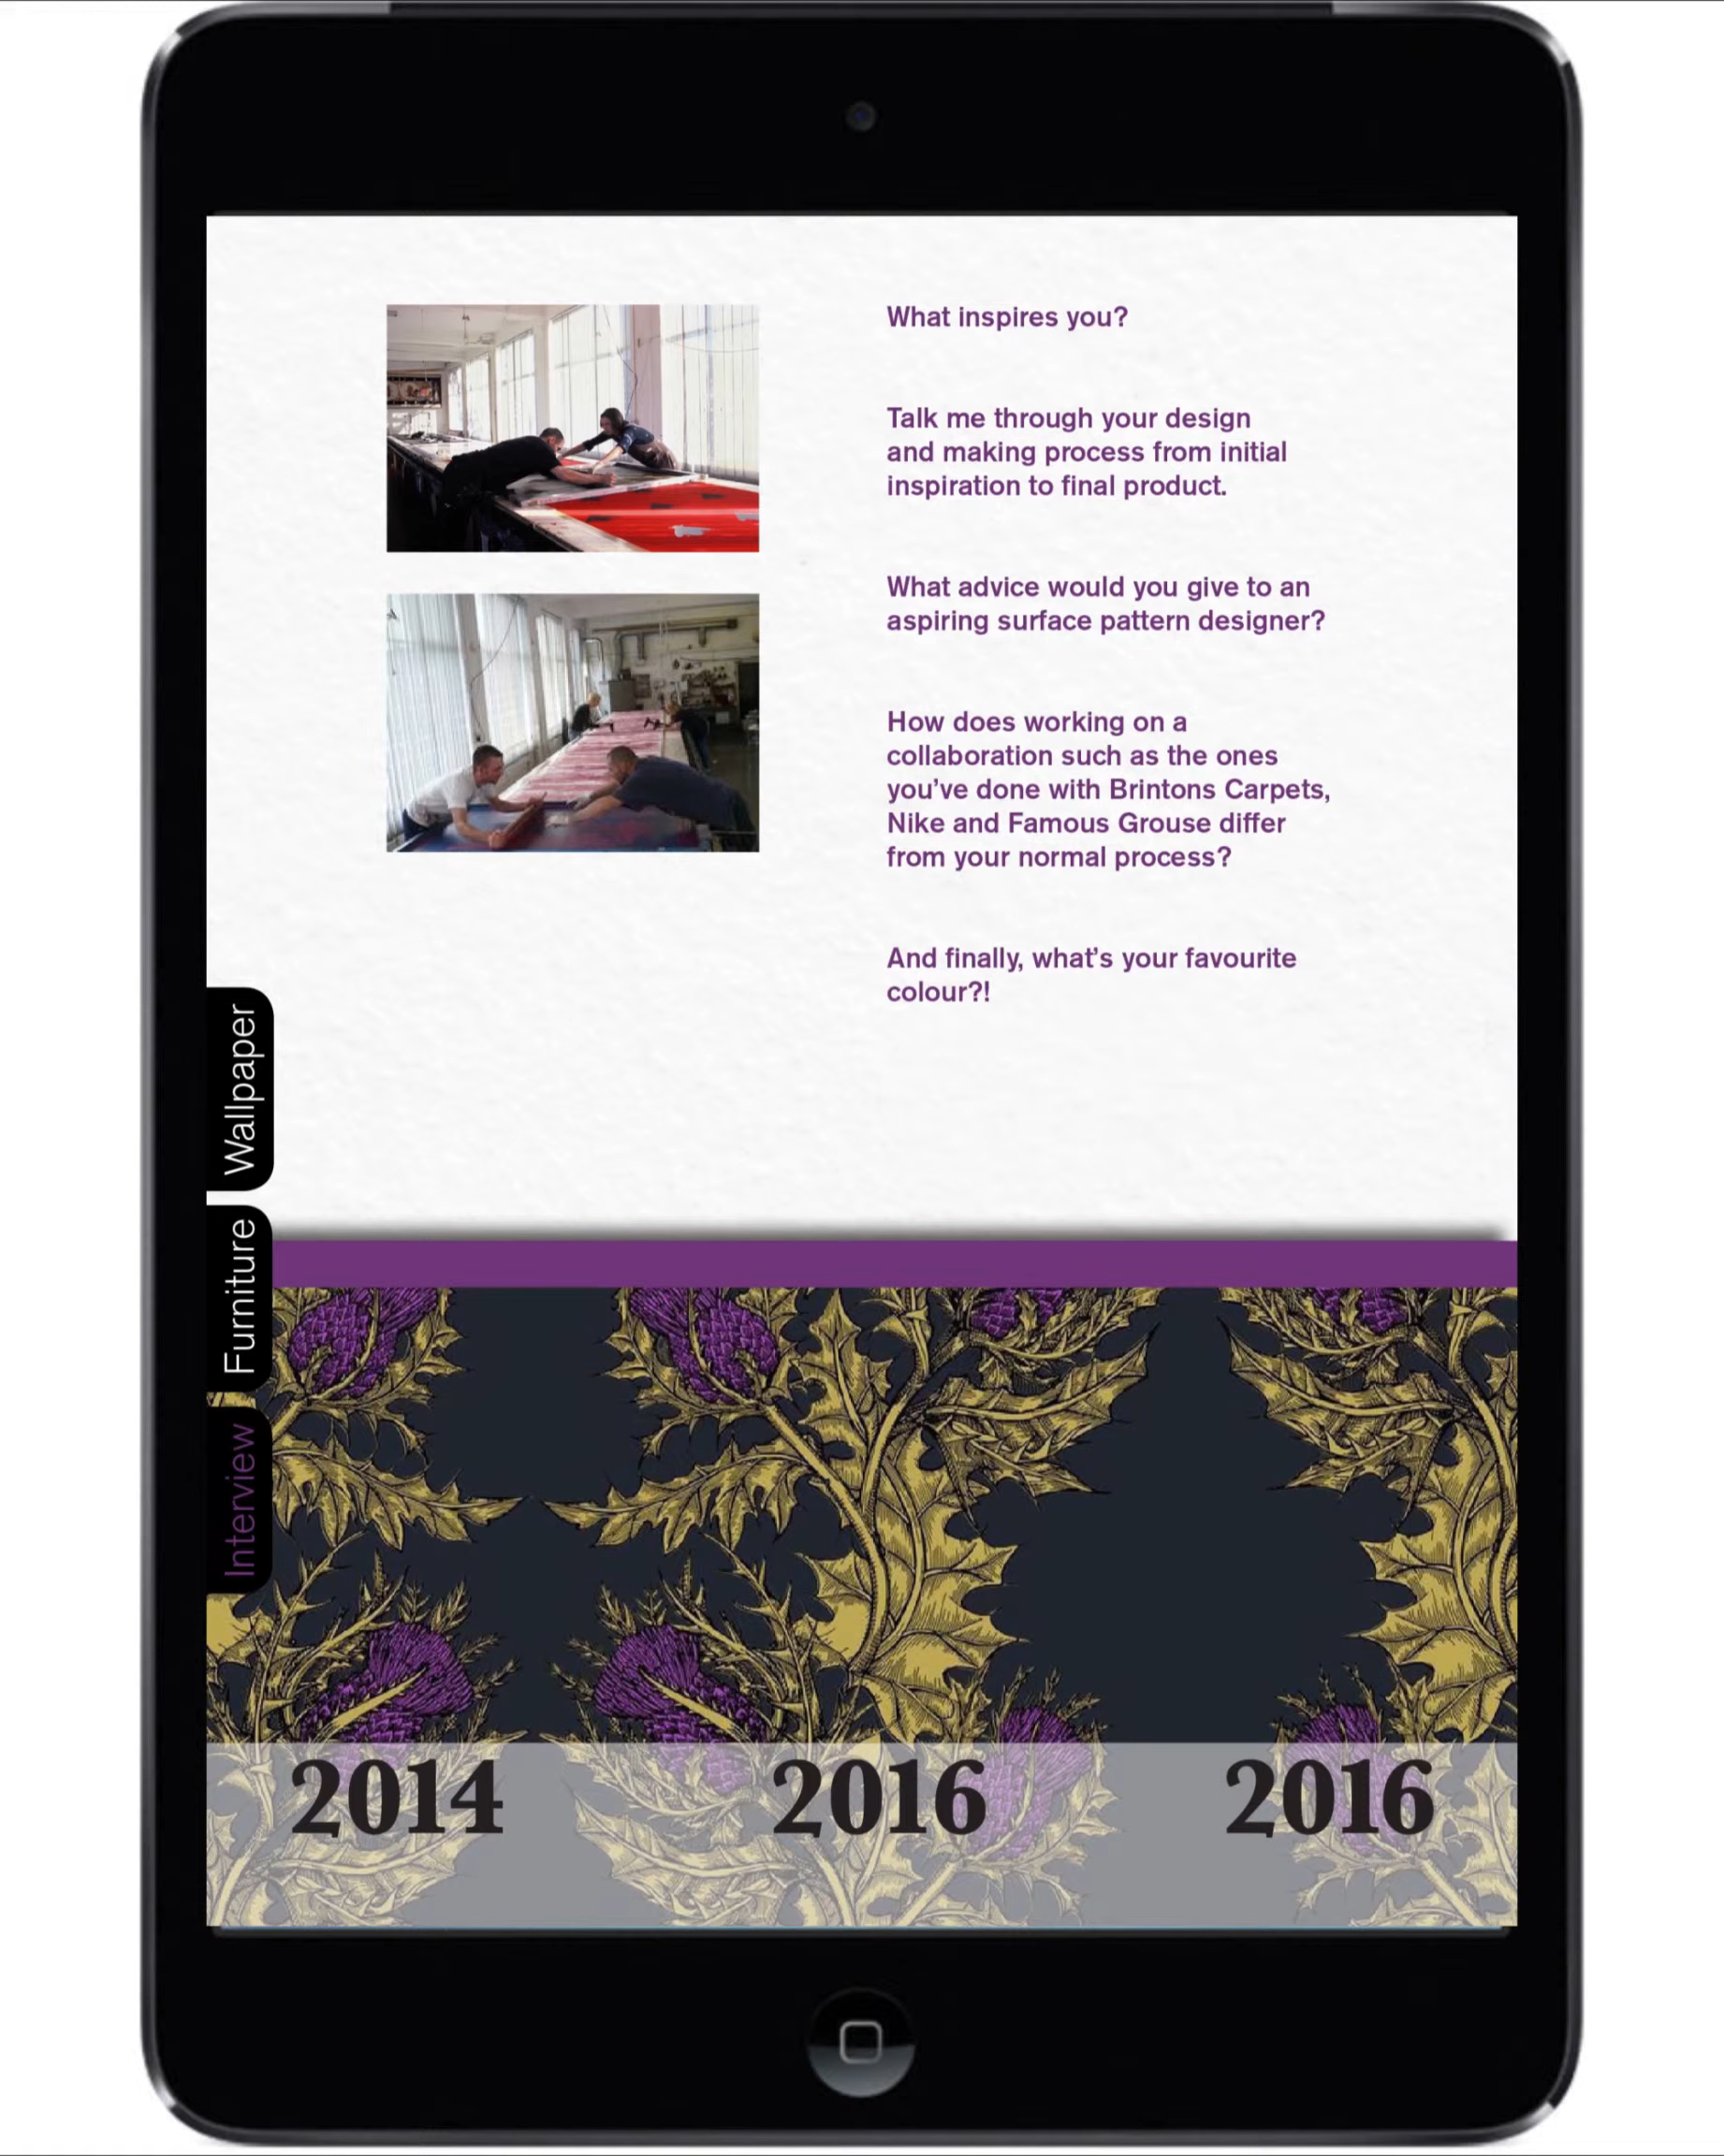 What inspires you?
Talk me through your design
and making process from initial
inspiration to final product.
What advice would you give to an
aspiring surface pattern designer?
How does working on a
collaboration such as the ones
you’ve done with Brintons Carpets,
Nike and Famous Grouse differ
from your normal process?
And finally, what’s your favourite
colour?!
Wallpaper
Furniture
Interview
2014 2016 2016